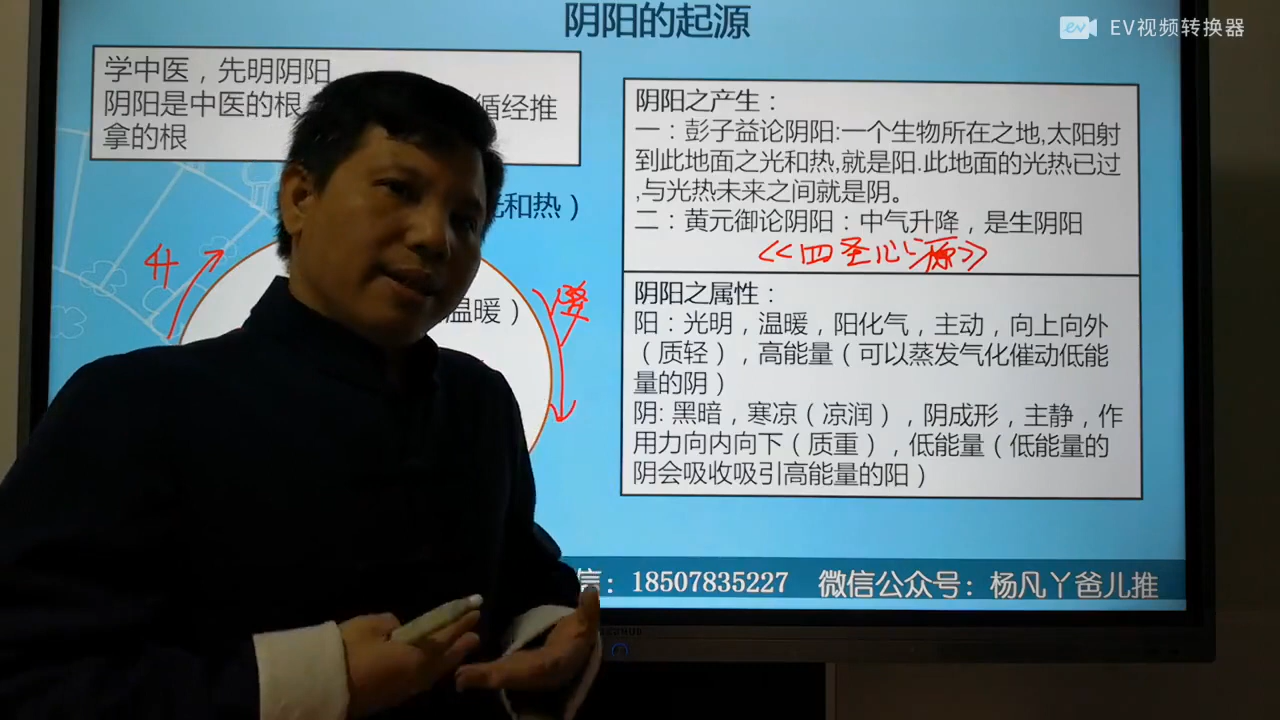 阴阳的起源
EV视频转换器
学中医，先明阴阳
阴阳是中医的根
循经推
拿的根
和热）
升
温暖）
阴阳之产生：
一：彭子益论阴阳:一个生物所在之地,太阳射
到此地面之光和热,就是阳.此地面的光热已过
,与光热未来之间就是阴。
二：黄元御论阴阳：中气升降，是生阴阳
<<四圣心源>>
阴阳之属性：
阳：光明，温暖，阳化气，主动，向上向外
（质轻），高能量（可以蒸发气化催动低能
量的阴）
阴: 黑暗，寒凉（凉润），阴成形，主静，作
用力向内向下（质重），低能量（低能量的
阴会吸收吸引高能量的阳）
信：18507835227 微信公众号：杨凡丫爸儿推